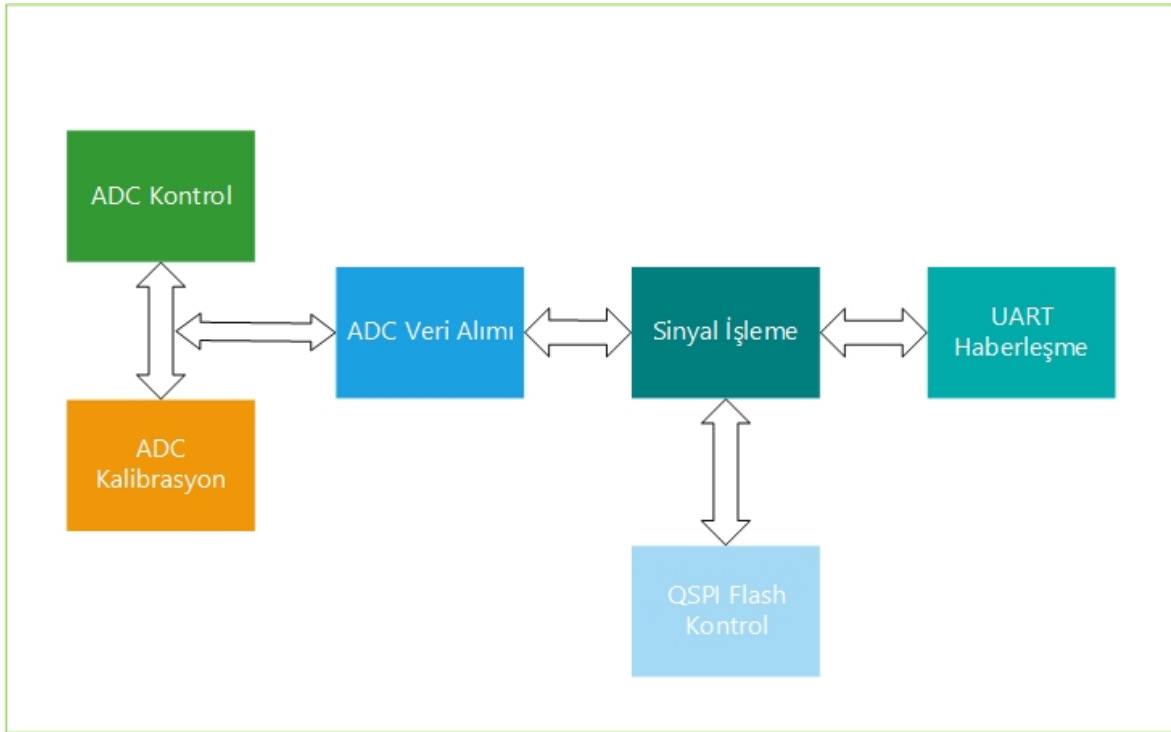 ADC Kontrol
ADC Veri Alımı
Sinyal İşleme
UART
Haberleşme
ADC
Kalibrasyon
QSPI Flash
Kontrol